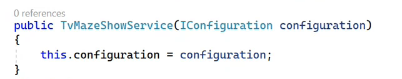 0 references
public TvMazeShowService(IConfiguration configuration)
{
    this.configuration = configuration;
}